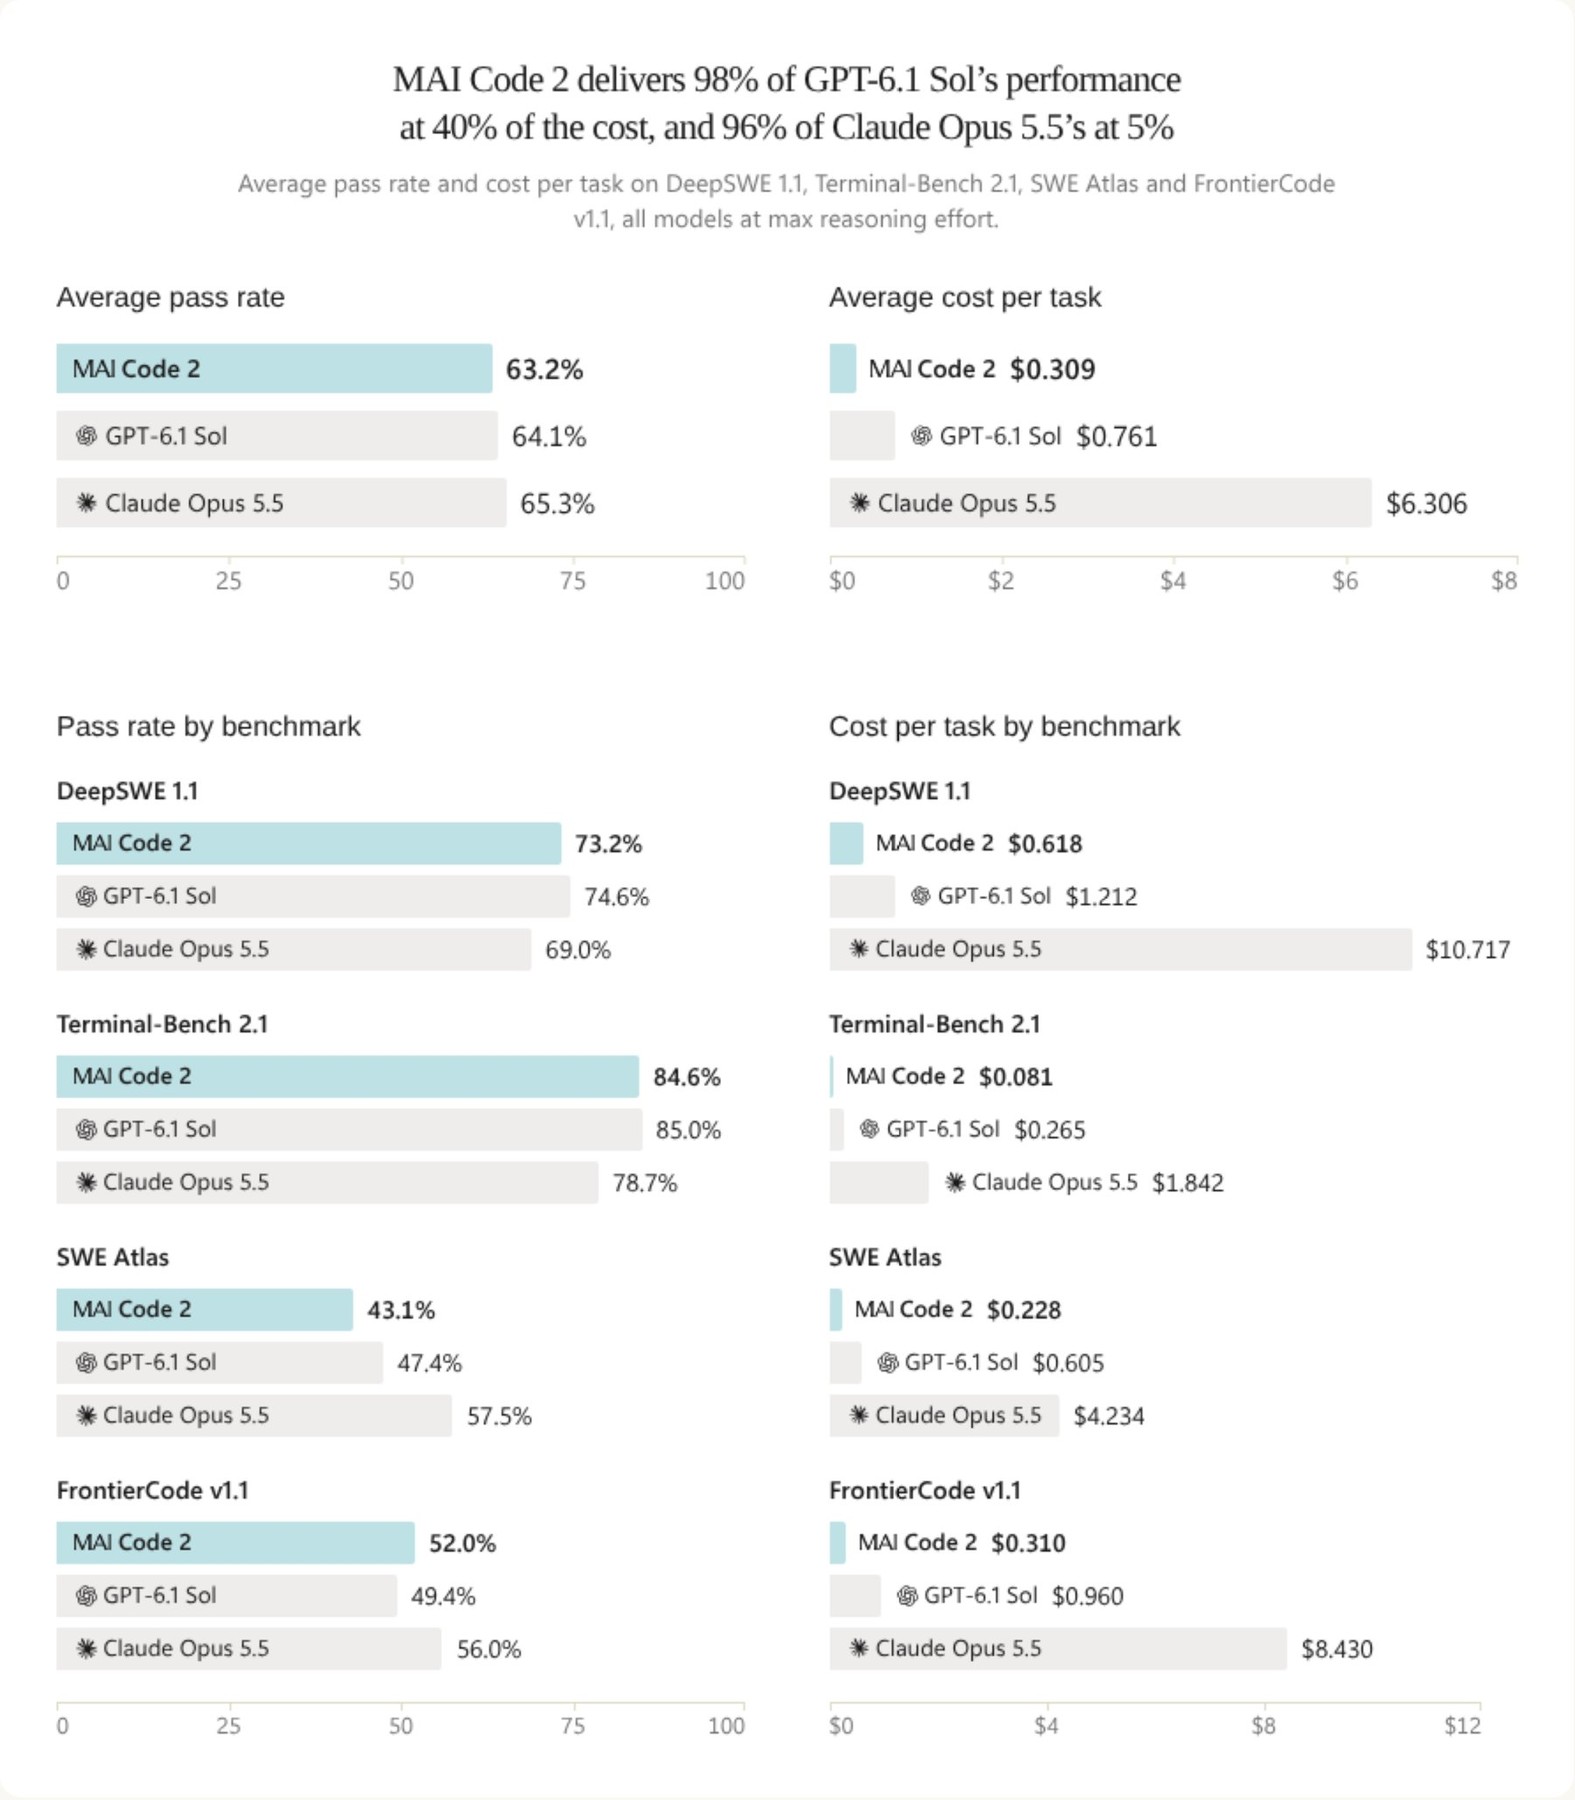 MAI Code 2 delivers 98% of GPT-6.1 Sol’s performance
at 40% of the cost, and 96% of Claude Opus 5.5’s at 5%
Average pass rate and cost per task on DeepSWE 1.1, Terminal-Bench 2.1, SWE Atlas and FrontierCode
v1.1, all models at max reasoning effort.
Average pass rate
MAI Code 2 63.2%
GPT-6.1 Sol 64.1%
Claude Opus 5.5 65.3%
0 25 50 75 100
Average cost per task
MAI Code 2 $0.309
GPT-6.1 Sol $0.761
Claude Opus 5.5 $6.306
$0 $2 $4 $6 $8
Pass rate by benchmark
DeepSWE 1.1
MAI Code 2 73.2%
GPT-6.1 Sol 74.6%
Claude Opus 5.5 69.0%
Terminal-Bench 2.1
MAI Code 2 84.6%
GPT-6.1 Sol 85.0%
Claude Opus 5.5 78.7%
SWE Atlas
MAI Code 2 43.1%
GPT-6.1 Sol 47.4%
Claude Opus 5.5 57.5%
FrontierCode v1.1
MAI Code 2 52.0%
GPT-6.1 Sol 49.4%
Claude Opus 5.5 56.0%
0 25 50 75 100
Cost per task by benchmark
DeepSWE 1.1
MAI Code 2 $0.618
GPT-6.1 Sol $1.212
Claude Opus 5.5 $10.717
Terminal-Bench 2.1
MAI Code 2 $0.081
GPT-6.1 Sol $0.265
Claude Opus 5.5 $1.842
SWE Atlas
MAI Code 2 $0.228
GPT-6.1 Sol $0.605
Claude Opus 5.5 $4.234
FrontierCode v1.1
MAI Code 2 $0.310
GPT-6.1 Sol $0.960
Claude Opus 5.5 $8.430
$0 $4 $8 $12